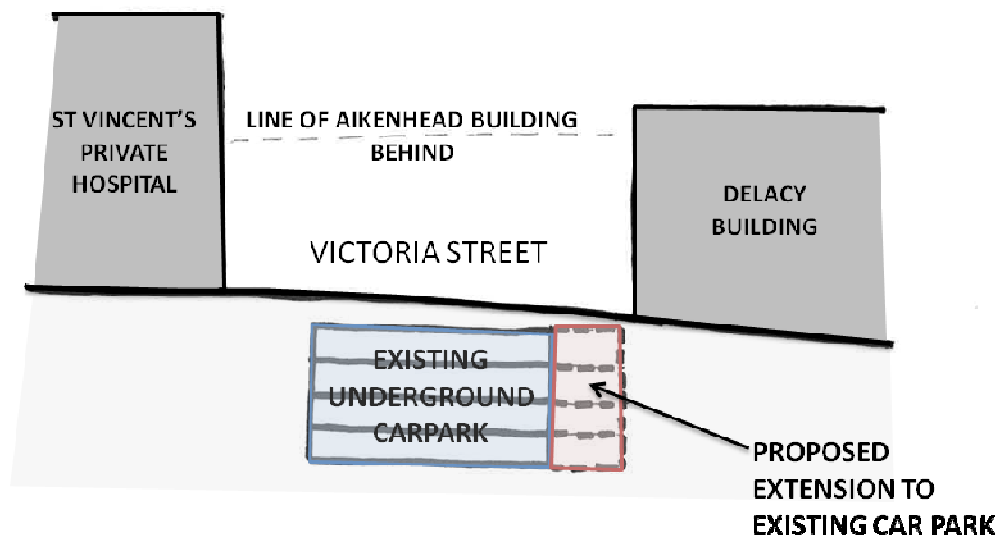 ST VINCENT'S
PRIVATE
HOSPITAL
LINE OF AIKENHEAD BUILDING
BEHIND
DELACY
BUILDING
VICTORIA STREET
EXISTING
UNDERGROUND
CARPARK
PROPOSED
EXTENSION TO
EXISTING CAR PARK